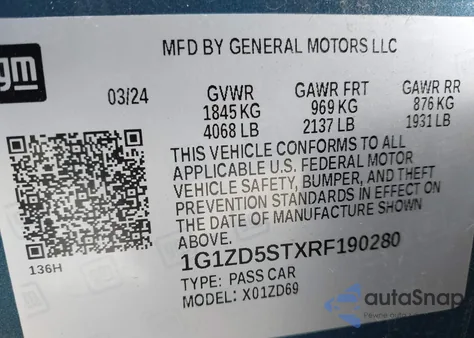 gm
MFD BY GENERAL MOTORS LLC
03/24
GVWR GAWR FRT GAWR RR
1845 KG 969 KG 876 KG
4068 LB 2137 LB 1931 LB
THIS VEHICLE CONFORMS TO ALL
APPLICABLE U.S. FEDERAL MOTOR
VEHICLE SAFETY, BUMPER, AND THEFT
PREVENTION STANDARDS IN EFFECT ON
THE DATE OF MANUFACTURE SHOWN
ABOVE.
136H
1G1ZD5STXRF190280
TYPE: PASS CAR
MODEL: X01ZD69
autoSnap